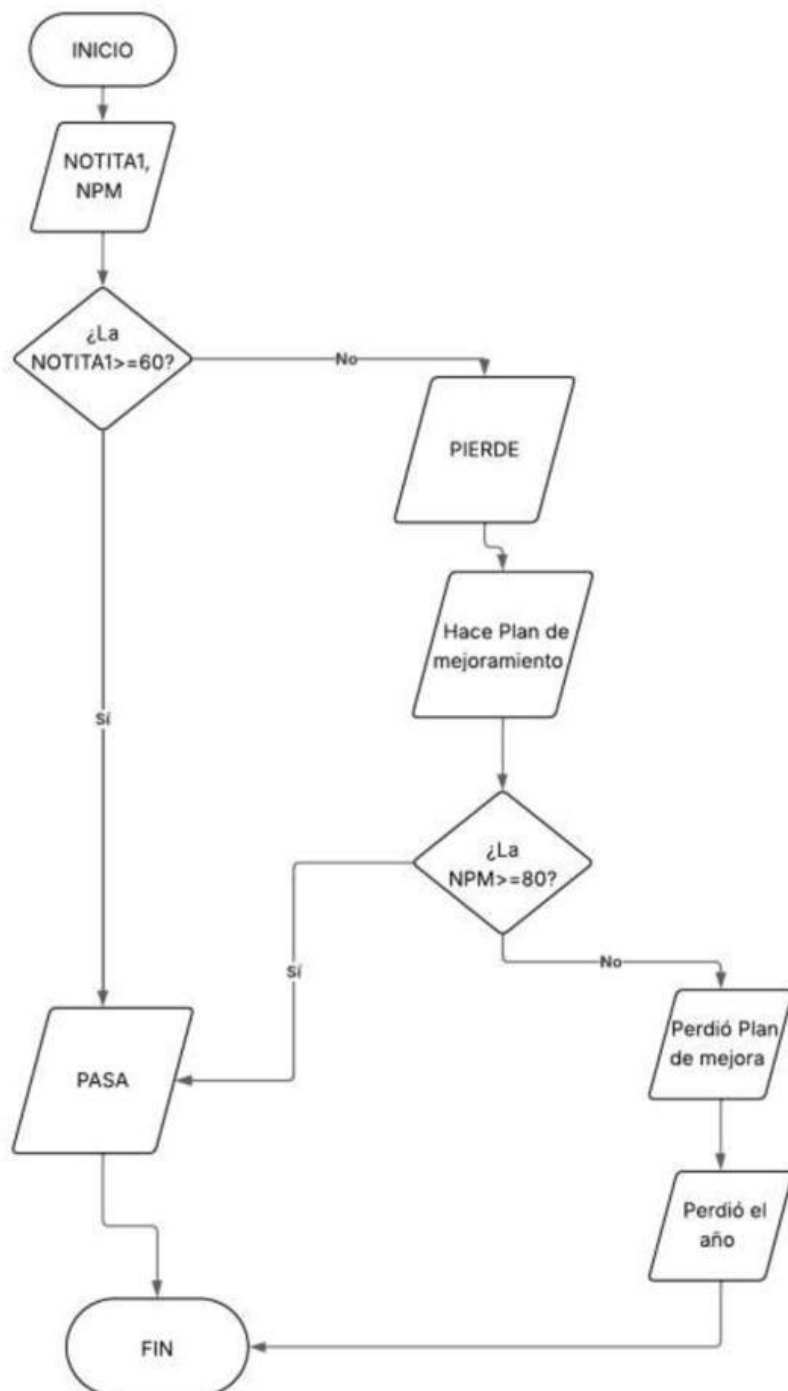 INICIO
NOTITA1,
NPM
¿La
NOTITA1>=60?
No
PIERDE
Hace Plan de
mejoramiento
Sí
¿La
NPM>=80?
Sí
No
Perdió Plan
de mejora
PASA
Perdió el
año
FIN